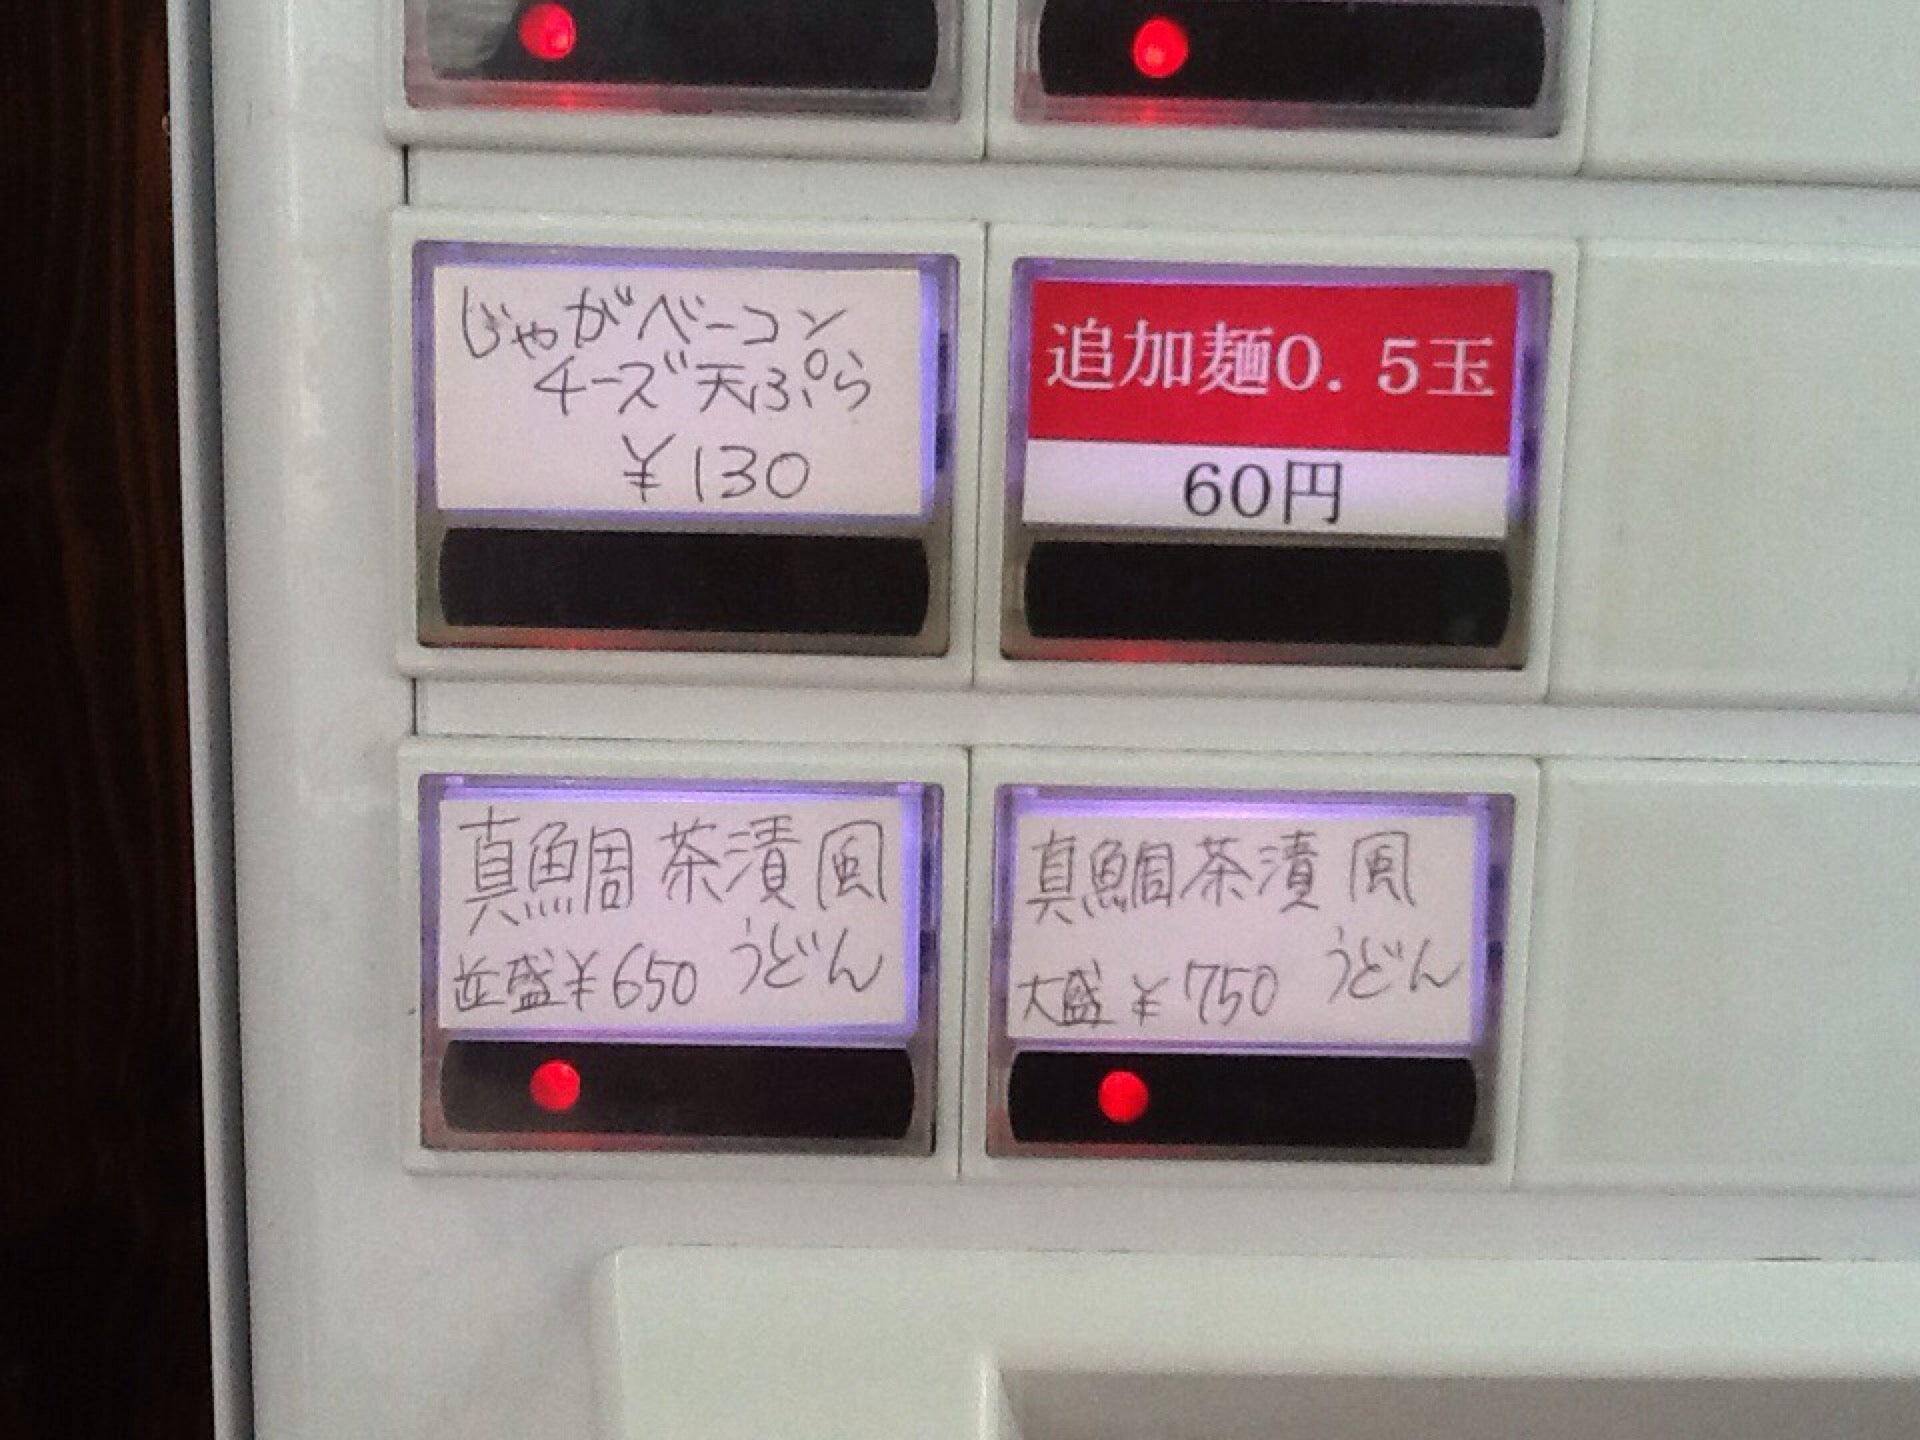 じゃがベーコン
チーズ天ぷら
¥130
追加麺0.5玉
60円
真鯛茶漬風
うどん
並盛¥650
真鯛茶漬風
うどん
大盛¥750